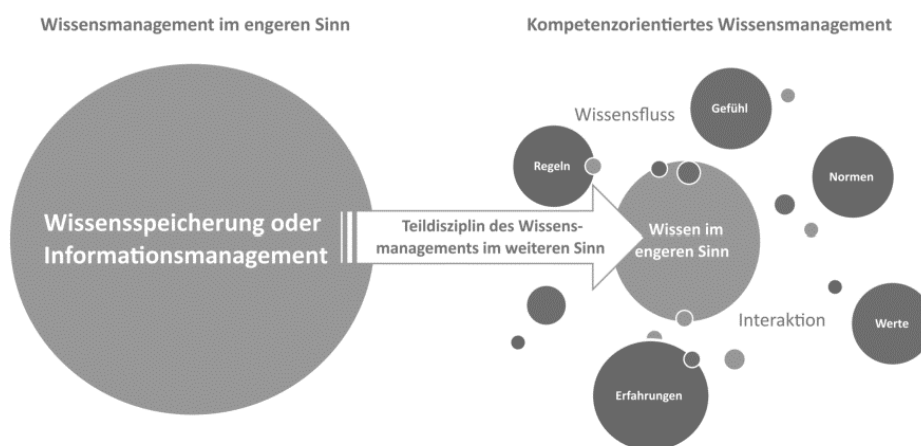 Wissensmanagement im engeren Sinn
Kompetenzorientiertes Wissensmanagement
Wissensspeicherung oder
Informationsmanagement
Teildisziplin des Wissens-
managements im weiteren Sinn
Wissensfluss
Gefühl
Regeln
Normen
Wissen im
engeren Sinn
Interaktion
Werte
Erfahrungen